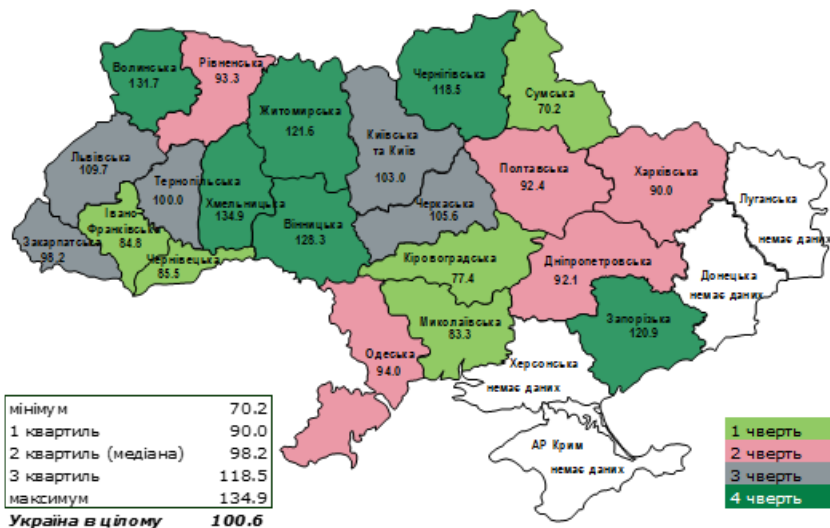 Волинська
131.7
Рівненська
93.3
Житомирська
121.6
Київська
та Київ
103.0
Чернігівська
118.5
Сумська
70.2
Львівська
109.7
Тернопільська
100.0
Хмельницька
134.9
Вінницька
128.3
Черкаська
105.6
Полтавська
92.4
Харківська
90.0
Луганська
немає даних
Івано-
Франківська
84.8
Закарпатська
98.2
Чернівецька
85.5
Кіровоградська
77.4
Дніпропетровська
92.1
Донецька
немає даних
Миколаївська
83.3
Запорізька
120.9
Одеська
94.0
Херсонська
немає даних
АР Крим
немає даних
мінімум 70.2
1 квартиль 90.0
2 квартиль (медіана) 98.2
3 квартиль 118.5
максимум 134.9
Україна в цілому 100.6
1 чверть
2 чверть
3 чверть
4 чверть